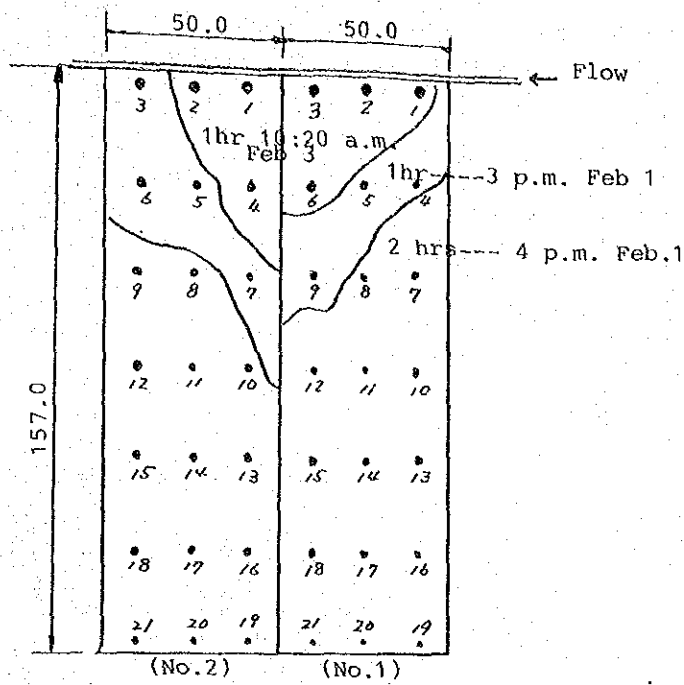 50.0 50.0
← Flow
3 2 1 3 2 1
1hr 10:20 a.m.
Feb 3
1hr----3 p.m. Feb 1
6 5 4 6 5 4
2 hrs--- 4 p.m. Feb.1
9 8 7 9 8 7
12 11 10 12 11 10
157.0
15 14 13 15 14 13
18 17 16 18 17 16
21 20 19 21 20 19
(No.2) (No.1)